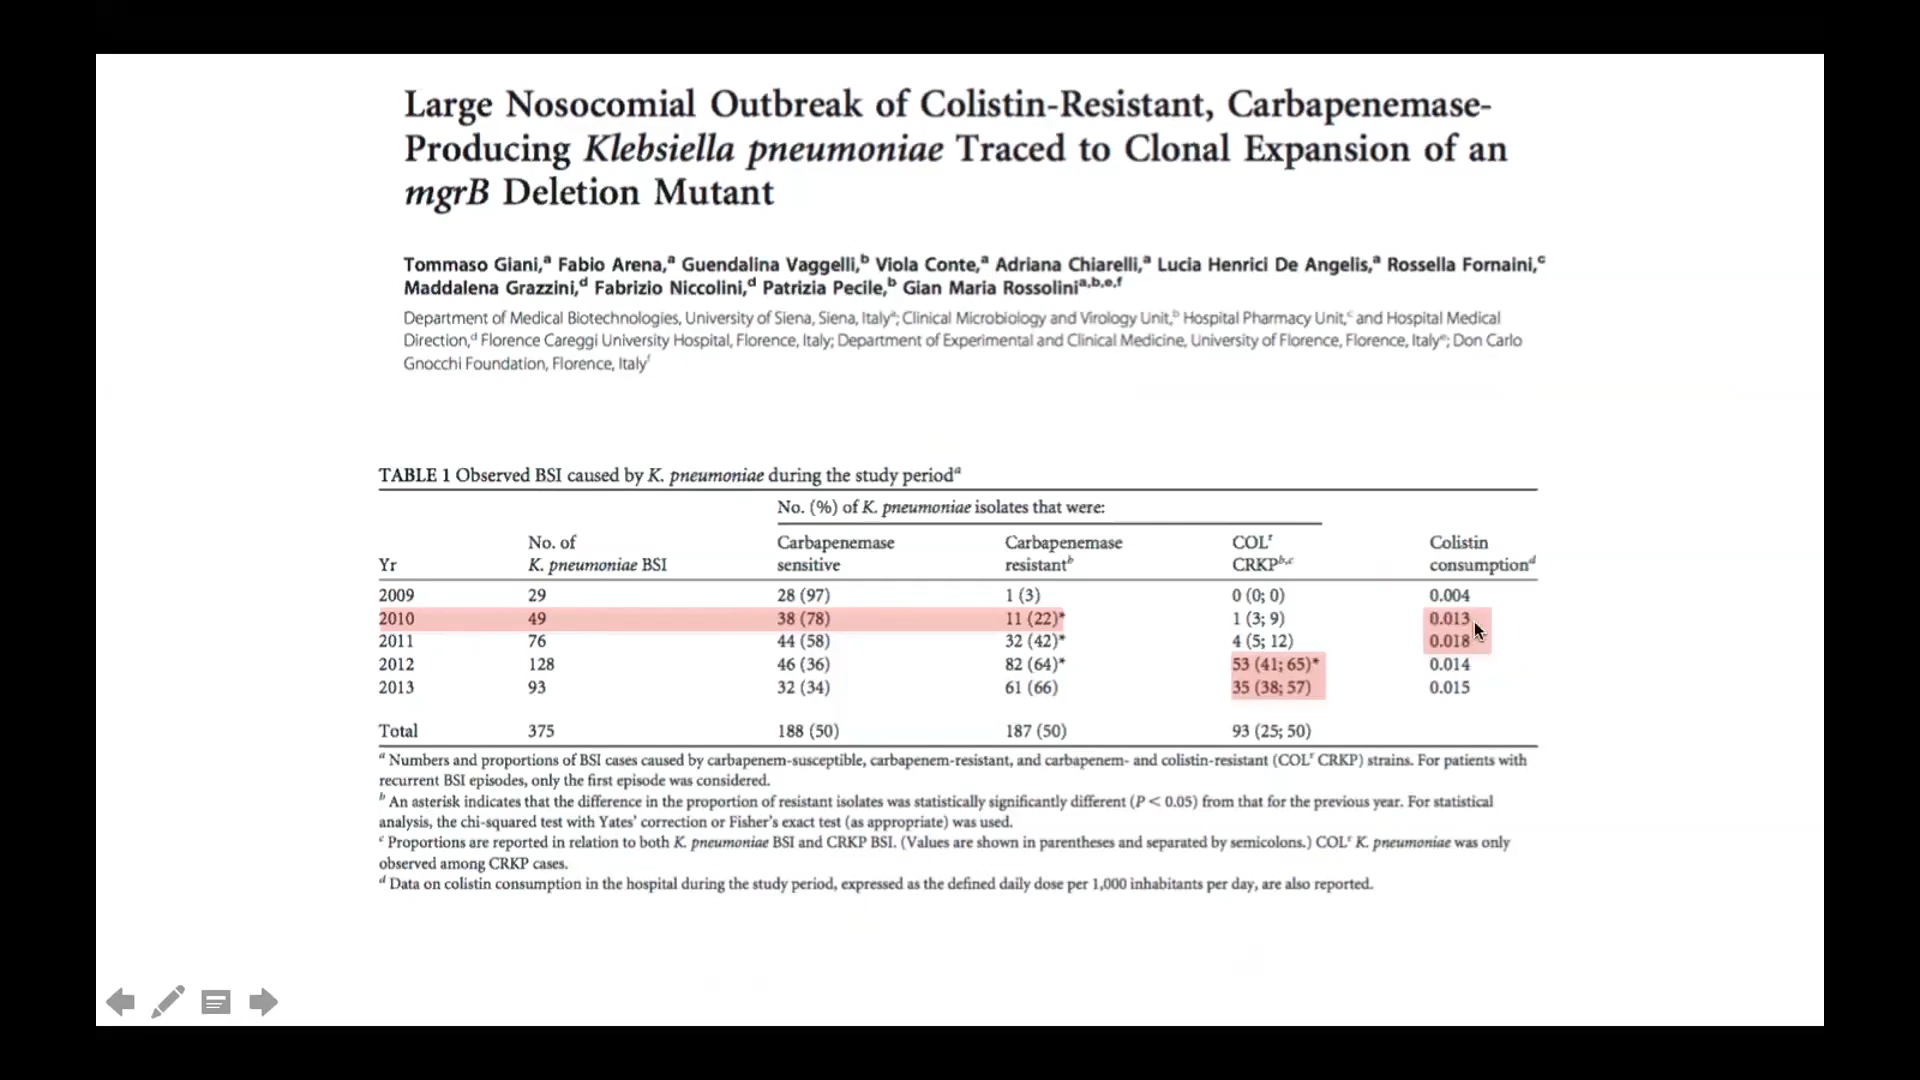 Large Nosocomial Outbreak of Colistin-Resistant, Carbapenemase-
Producing Klebsiella pneumoniae Traced to Clonal Expansion of an
mgrB Deletion Mutant
Tommaso Giani,a Fabio Arena,a Guendalina Vaggelli,b Viola Conte,a Adriana Chiarelli,a Lucia Henrici De Angelis,a Rossella Fornaini,c
Maddalena Grazzini,d Fabrizio Niccolini,d Patrizia Pecile,b Gian Maria Rossolinia,b,e,f
Department of Medical Biotechnologies, University of Siena, Siena, Italya; Clinical Microbiology and Virology Unit,b Hospital Pharmacy Unit,c and Hospital Medical
Direction,d Florence Careggi University Hospital, Florence, Italy; Department of Experimental and Clinical Medicine, University of Florence, Florence, Italye; Don Carlo
Gnocchi Foundation, Florence, Italyf
TABLE 1 Observed BSI caused by K. pneumoniae during the study perioda
No. (%) of K. pneumoniae isolates that were:
No. of Carbapenemase Carbapenemase COLr Colistin
Yr K. pneumoniae BSI sensitive resistantb CRKPb,c consumptiond
2009 29 28 (97) 1 (3) 0 (0; 0) 0.004
2010 49 38 (78) 11 (22)* 1 (3; 9) 0.013
2011 76 44 (58) 32 (42)* 4 (5; 12) 0.018
2012 128 46 (36) 82 (64)* 53 (41; 65)* 0.014
2013 93 32 (34) 61 (66) 35 (38; 57) 0.015
Total 375 188 (50) 187 (50) 93 (25; 50)
a Numbers and proportions of BSI cases caused by carbapenem-susceptible, carbapenem-resistant, and carbapenem- and colistin-resistant (COLr CRKP) strains. For patients with
recurrent BSI episodes, only the first episode was considered.
b An asterisk indicates that the difference in the proportion of resistant isolates was statistically significantly different (P < 0.05) from that for the previous year. For statistical
analysis, the chi-squared test with Yates' correction or Fisher's exact test (as appropriate) was used.
c Proportions are reported in relation to both K. pneumoniae BSI and CRKP BSI. (Values are shown in parentheses and separated by semicolons.) COLr K. pneumoniae was only
observed among CRKP cases.
d Data on colistin consumption in the hospital during the study period, expressed as the defined daily dose per 1,000 inhabitants per day, are also reported.